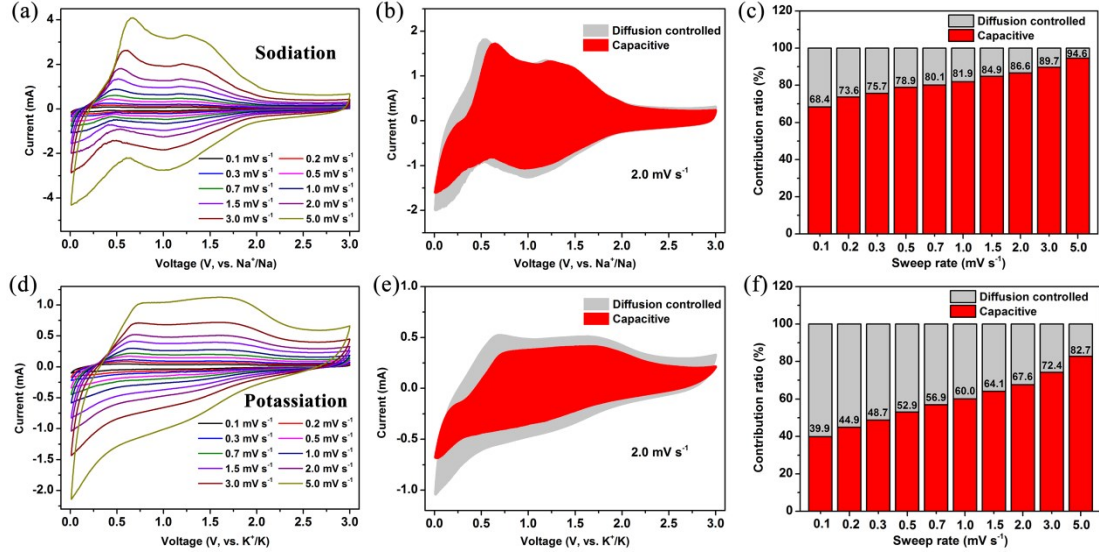 (a)
Sodiation
4
2
0
-2
-4
Current (mA)
0.1 mV s⁻¹ 0.2 mV s⁻¹
0.3 mV s⁻¹ 0.5 mV s⁻¹
0.7 mV s⁻¹ 1.0 mV s⁻¹
1.5 mV s⁻¹ 2.0 mV s⁻¹
3.0 mV s⁻¹ 5.0 mV s⁻¹
0.0 0.5 1.0 1.5 2.0 2.5 3.0
Voltage (V, vs. Na⁺/Na)
(b)
Diffusion controlled
Capacitive
2
1
0
-1
-2
Current (mA)
2.0 mV s⁻¹
0.0 0.5 1.0 1.5 2.0 2.5 3.0
Voltage (V, vs. Na⁺/Na)
(c)
Diffusion controlled
Capacitive
120
100
80
60
40
20
0
Contribution ratio (%)
68.4 73.6 75.7 78.9 80.1 81.9 84.9 86.6 89.7 94.6
0.1 0.2 0.3 0.5 0.7 1.0 1.5 2.0 3.0 5.0
Sweep rate (mV s⁻¹)
(d)
1.0
0.5
0.0
-0.5
-1.0
-1.5
-2.0
Current (mA)
Potassiation
0.1 mV s⁻¹ 0.2 mV s⁻¹
0.3 mV s⁻¹ 0.5 mV s⁻¹
0.7 mV s⁻¹ 1.0 mV s⁻¹
1.5 mV s⁻¹ 2.0 mV s⁻¹
3.0 mV s⁻¹ 5.0 mV s⁻¹
0.0 0.5 1.0 1.5 2.0 2.5 3.0
Voltage (V, vs. K⁺/K)
(e)
Diffusion controlled
Capacitive
1.0
0.5
0.0
-0.5
-1.0
Current (mA)
2.0 mV s⁻¹
0.0 0.5 1.0 1.5 2.0 2.5 3.0
Voltage (V, vs. K⁺/K)
(f)
Diffusion controlled
Capacitive
120
100
80
60
40
20
0
Contribution ratio (%)
39.9 44.9 48.7 52.9 56.9 60.0 64.1 67.6 72.4 82.7
0.1 0.2 0.3 0.5 0.7 1.0 1.5 2.0 3.0 5.0
Sweep rate (mV s⁻¹)